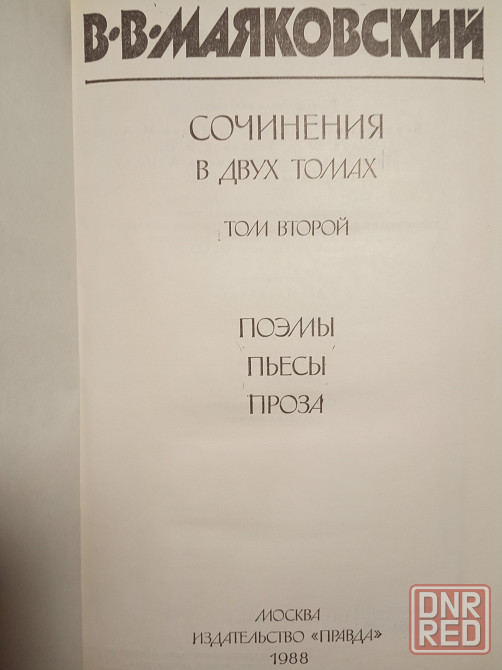 В·В·МАЯКОВСКИЙ
СОЧИНЕНИЯ
В ДВУХ ТОМАХ
ТОМ ВТОРОЙ
ПОЭМЫ
ПЬЕСЫ
ПРОЗА
МОСКВА
ИЗДАТЕЛЬСТВО «ПРАВДА»
1988
DNR
RED